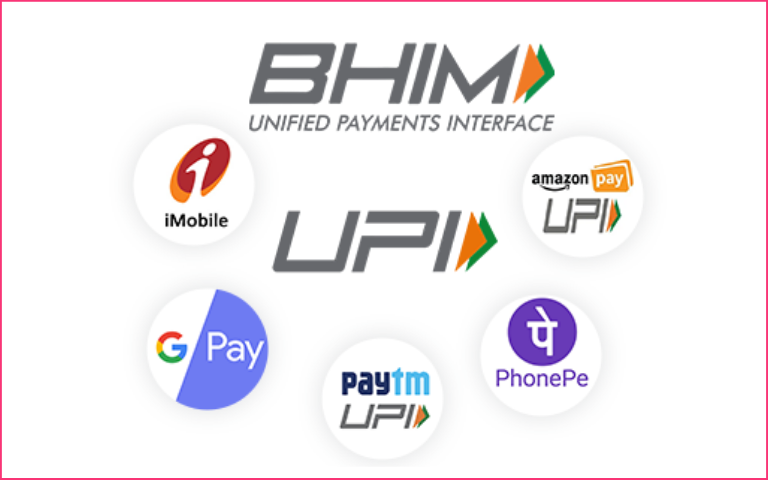 BHIM
UNIFIED PAYMENTS INTERFACE
i
iMobile
amazon pay
UPI
UPI
G Pay
paytm
UPI
पे
PhonePe